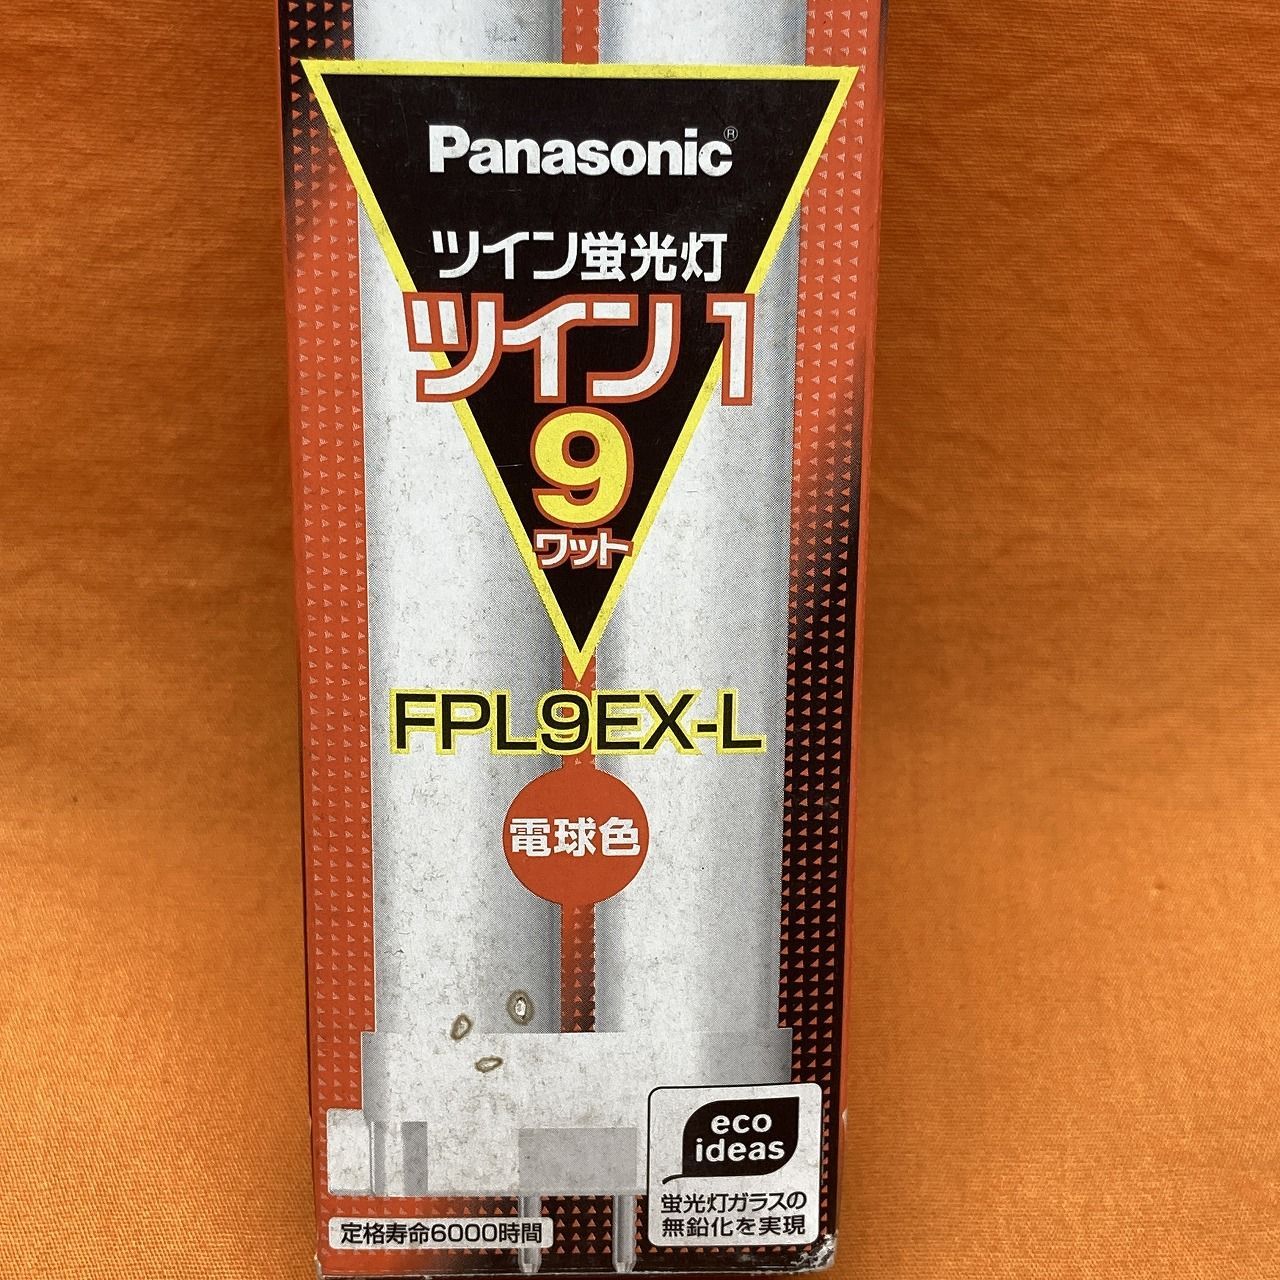 Panasonic®
ツイン蛍光灯
ツイン1
9
ワット
FPL9EX-L
電球色
eco
ideas
蛍光灯ガラスの
無鉛化を実現
定格寿命6000時間